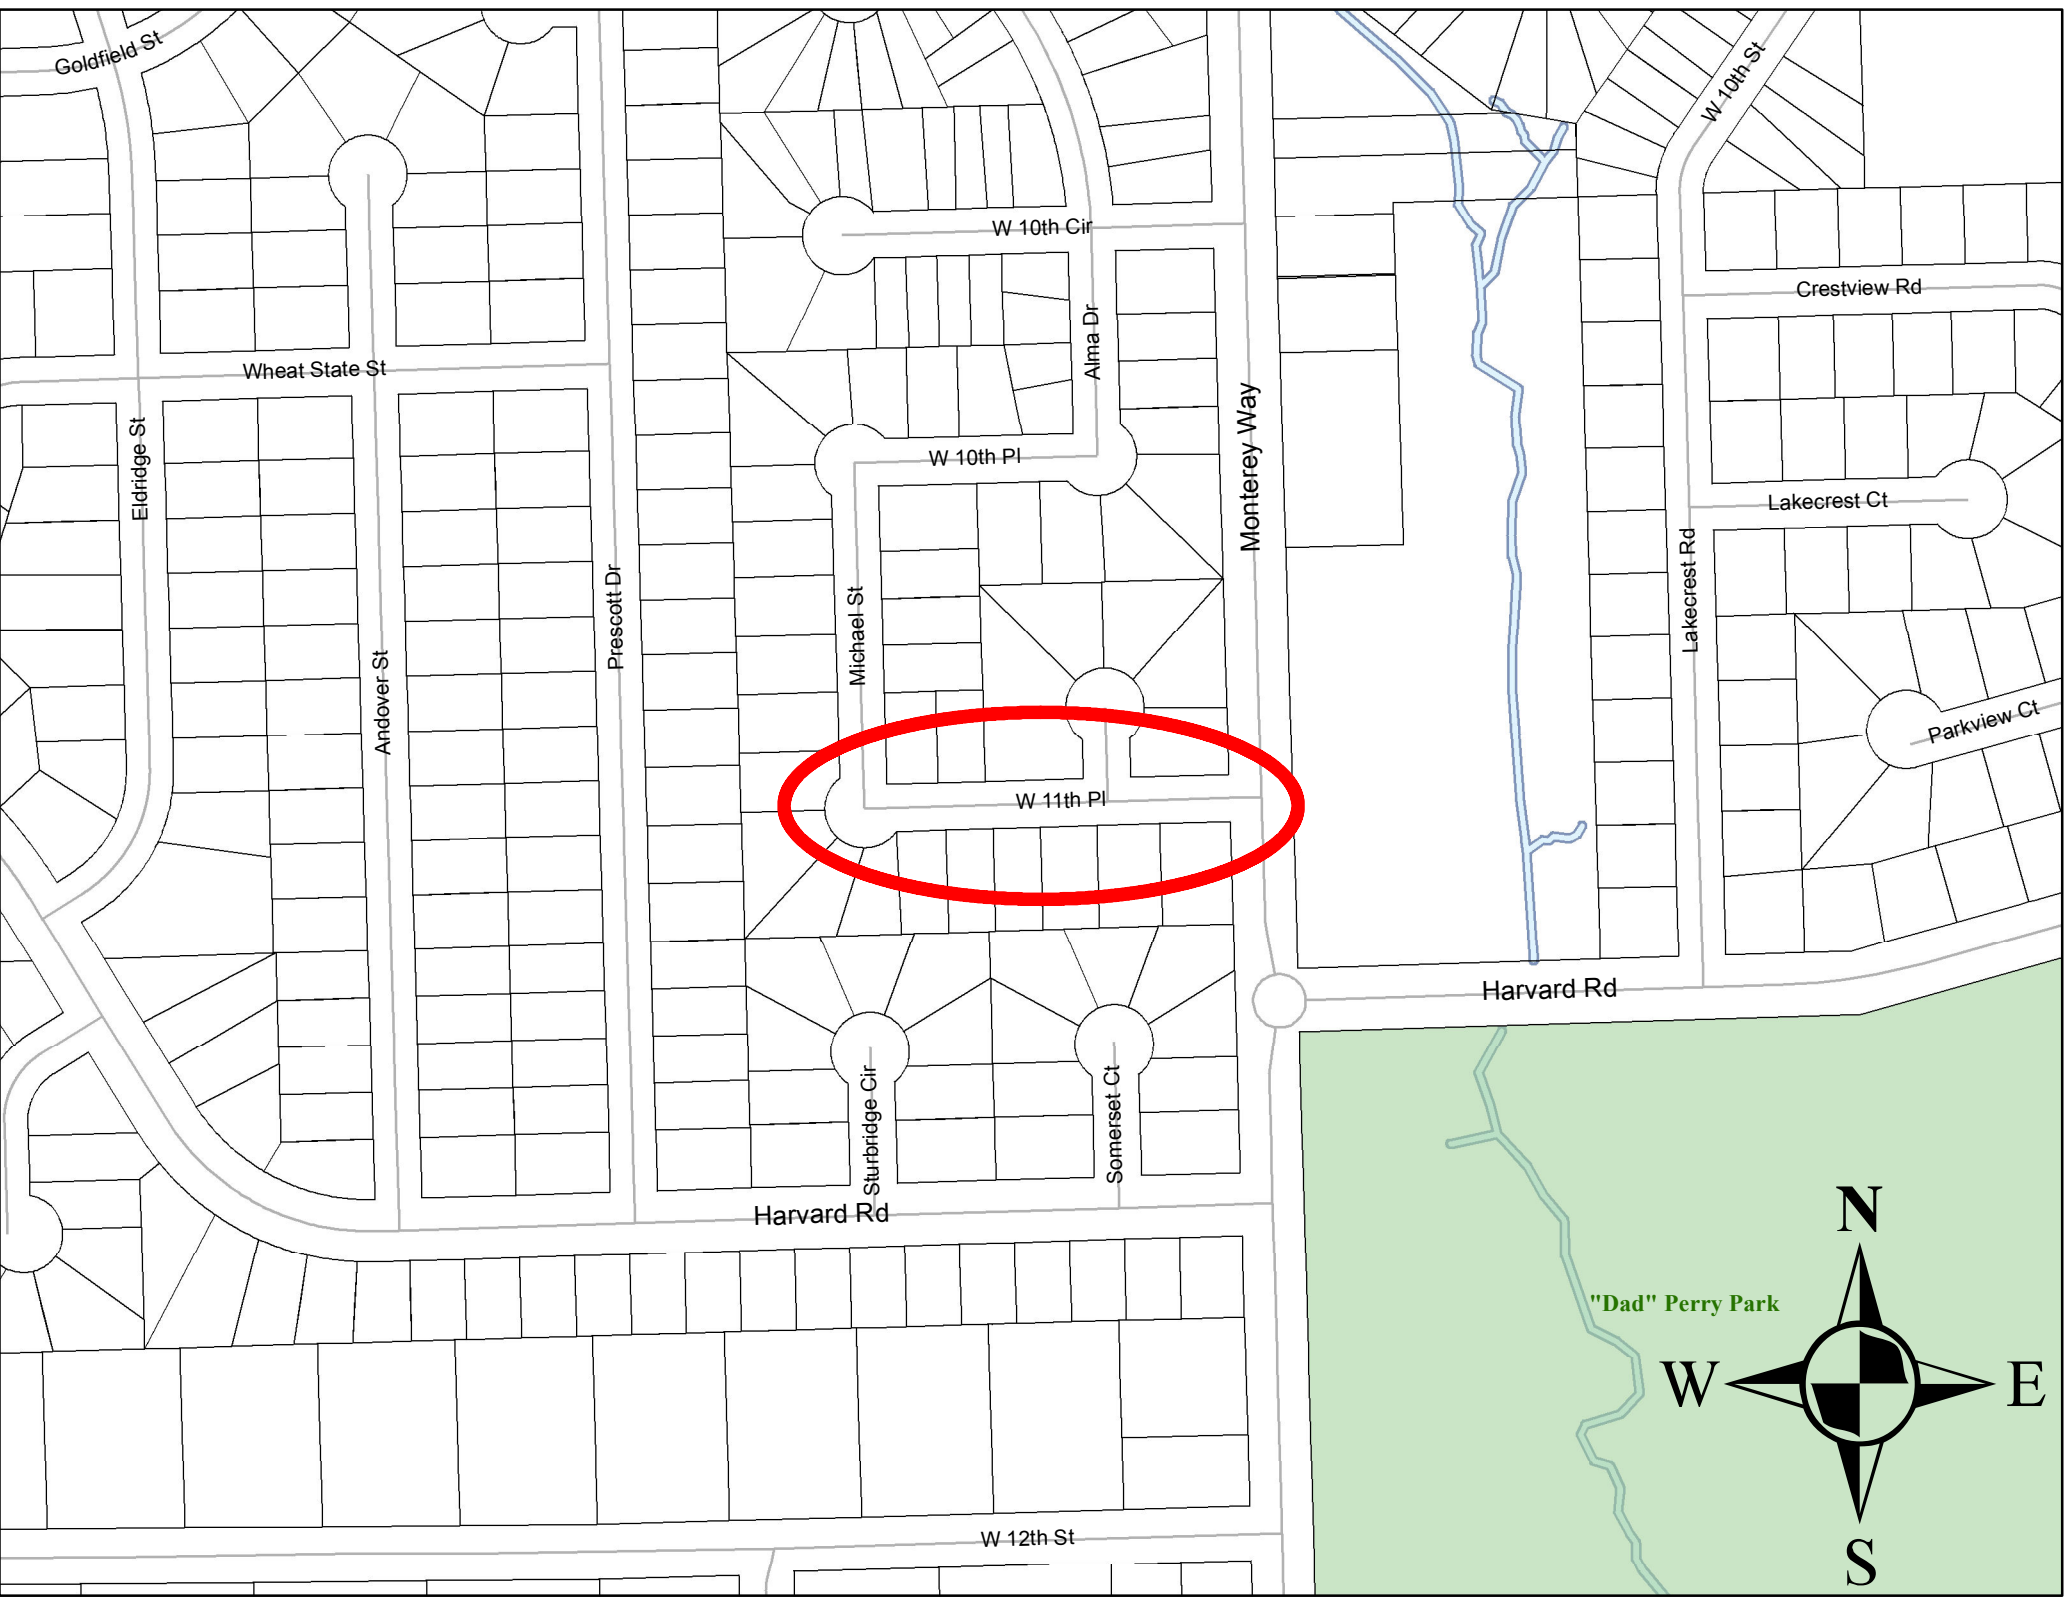 Goldfield St
W 10th St
W 10th Cir
Crestview Rd
Alma Dr
Wheat State St
Eldridge St
Monterey Way
W 10th Pl
Lakecrest Ct
Lakecrest Rd
Prescott Dr
Michael St
Andover St
Parkview Ct
W 11th Pl
Harvard Rd
Sturbridge Cir
Somerset Ct
Harvard Rd
N
"Dad" Perry Park
W
E
W 12th St
S